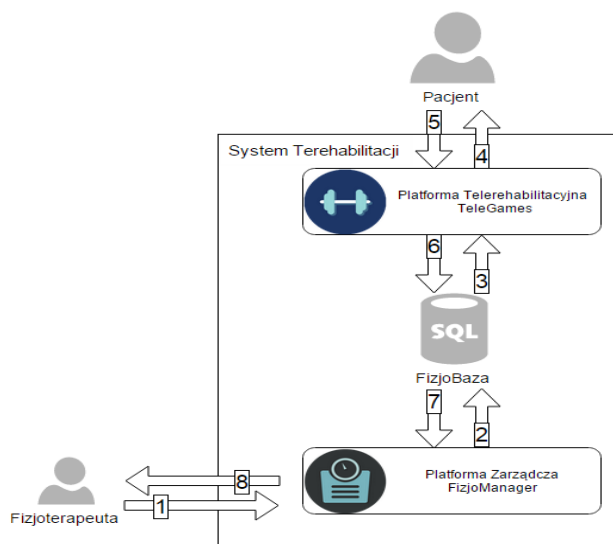 Pacjent
5
4
System Terehabilitacji
Platforma Telerehabilitacyjna
TeleGames
6
3
SQL
FizjoBaza
7
2
Platforma Zarządcza
FizjoManager
8
1
Fizjoterapeuta